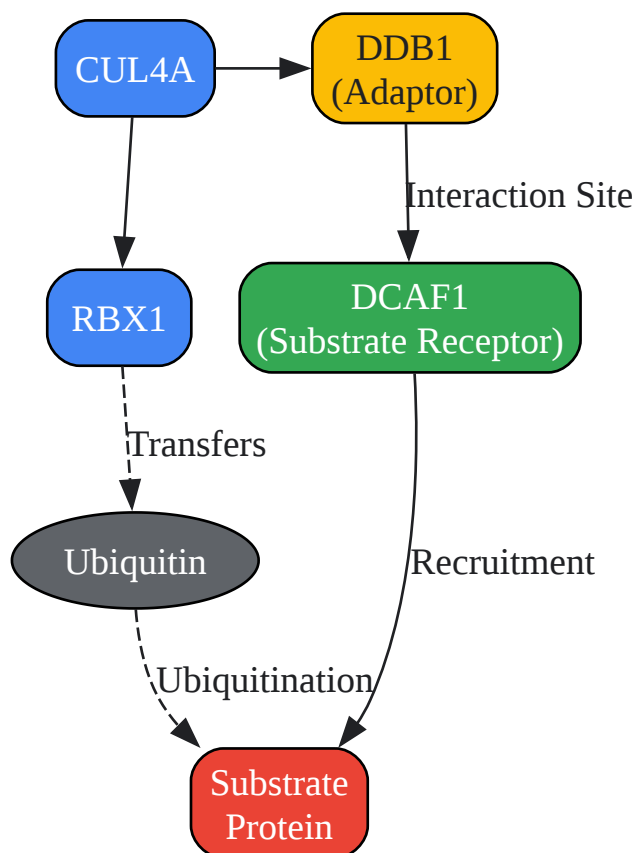 CUL4A
DDB1
(Adaptor)
Interaction Site
RBX1
DCAF1
(Substrate Receptor)
Transfers
Ubiquitin
Recruitment
Ubiquitination
Substrate
Protein